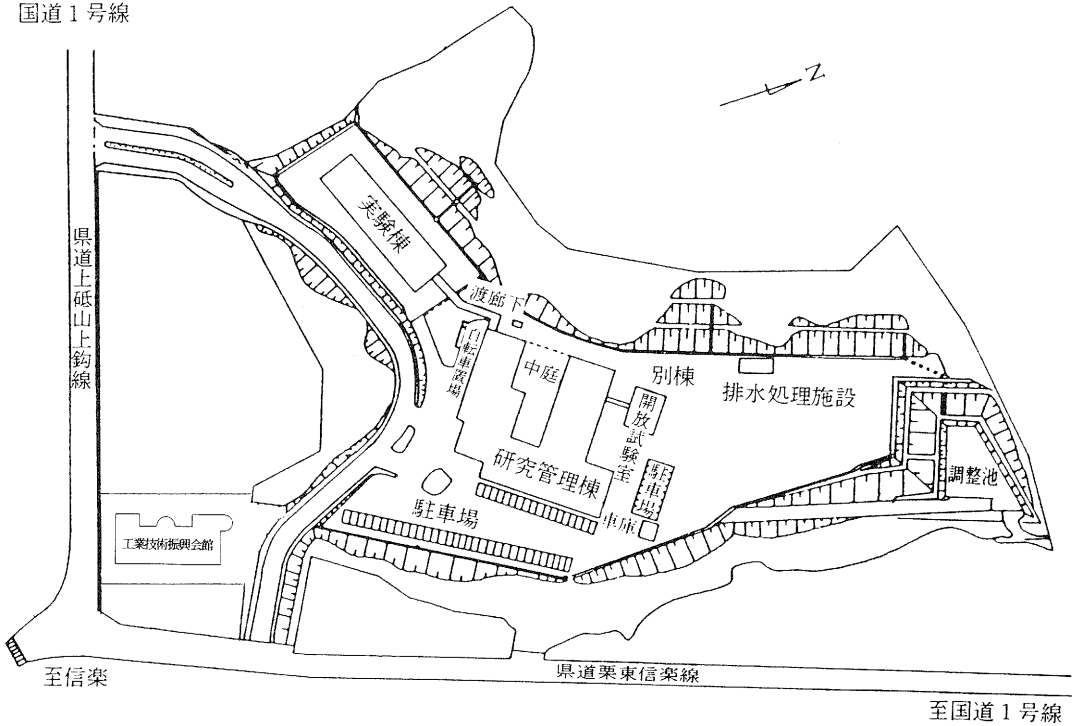 国道1号線
N
県道上砥山上鈎線
実験棟
渡廊下
自転車置場
中庭
別棟
排水処理施設
開放試験室
研究管理棟
駐車場
調整池
駐車場
車庫
工業技術振興会館
県道栗東信楽線
至信楽
至国道1号線